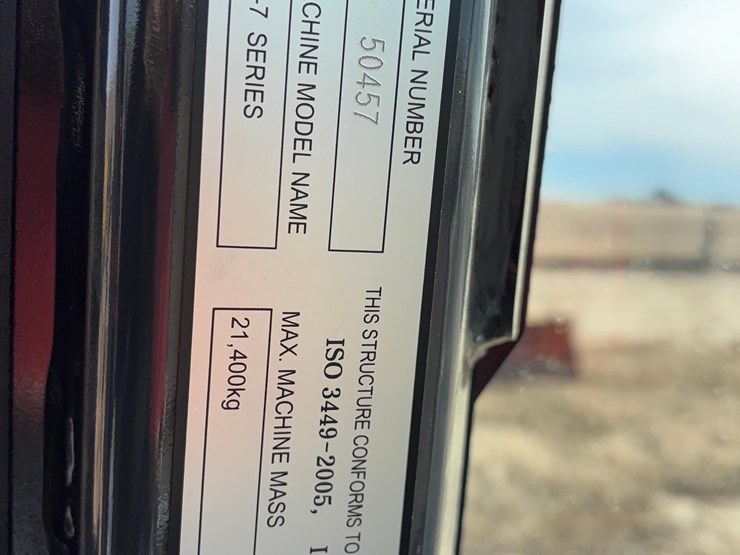 ERIAL NUMBER
50457
CHINE MODEL NAME
-7 SERIES
THIS STRUCTURE CONFORMS TO
ISO 3449-2005, I
MAX. MACHINE MASS
21,400kg